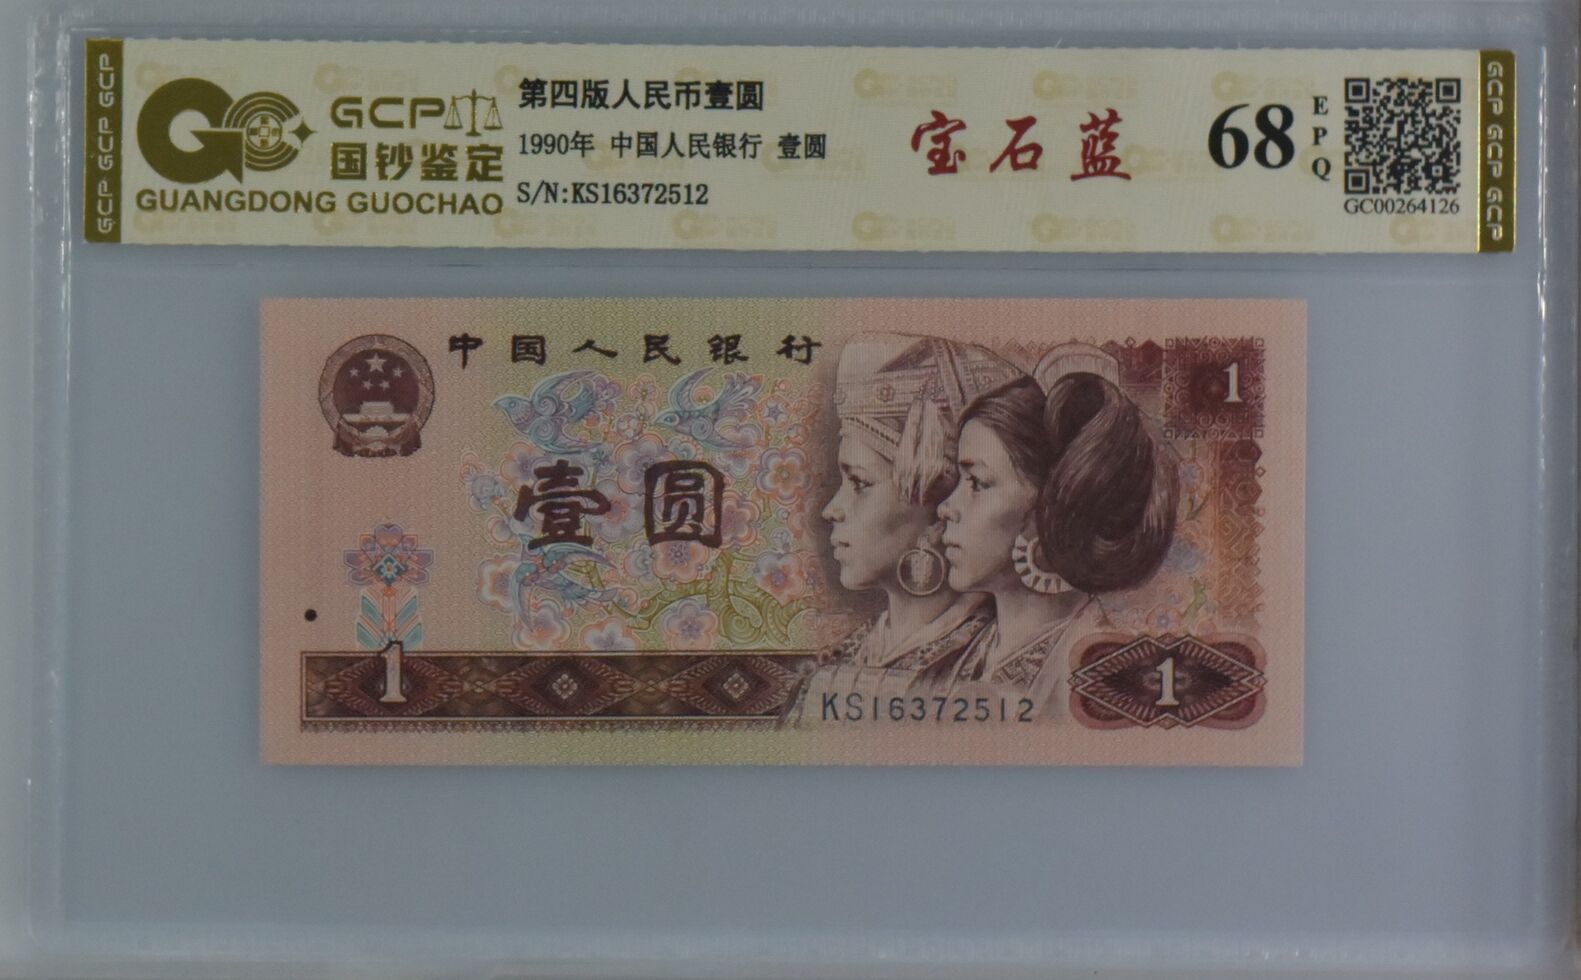 GCP GCP GCP
GCP
国钞鉴定
GUANGDONG GUOCHAO
第四版人民币壹圆
1990年 中国人民银行 壹圆
S/N:KS16372512
宝石蓝
68
EPQ
GC00264126
GCP GCP GCP
中国人民银行
1
壹圆
1
KS16372512
1